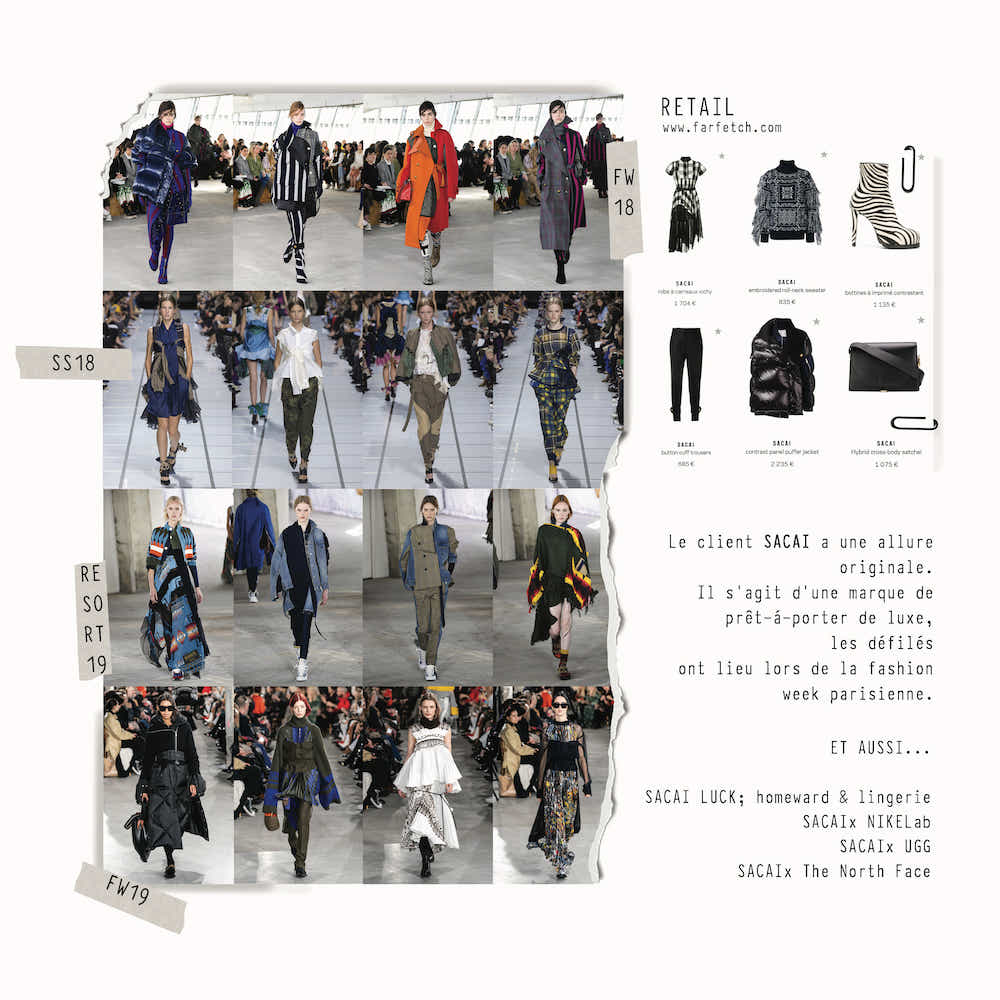 RETAIL
www.farfetch.com
FW
18
SACAI
robe à carreaux vichy
1 704 €
SACAI
embroidered roll-neck sweater
835 €
SACAI
bottines à imprimé contrastant
1 135 €
SS18
SACAI
button cuff trousers
685 €
SACAI
contrast panel puffer jacket
2 235 €
SACAI
Hybrid cross-body satchel
1 075 €
RE
SO
RT
19
Le client SACAI a une allure
originale.
Il s'agit d'une marque de
prêt-á-porter de luxe,
les défilés
ont lieu lors de la fashion
week parisienne.
ET AUSSI...
SACAI LUCK; homeward & lingerie
SACAIx NIKELab
SACAIx UGG
SACAIx The North Face
FW19